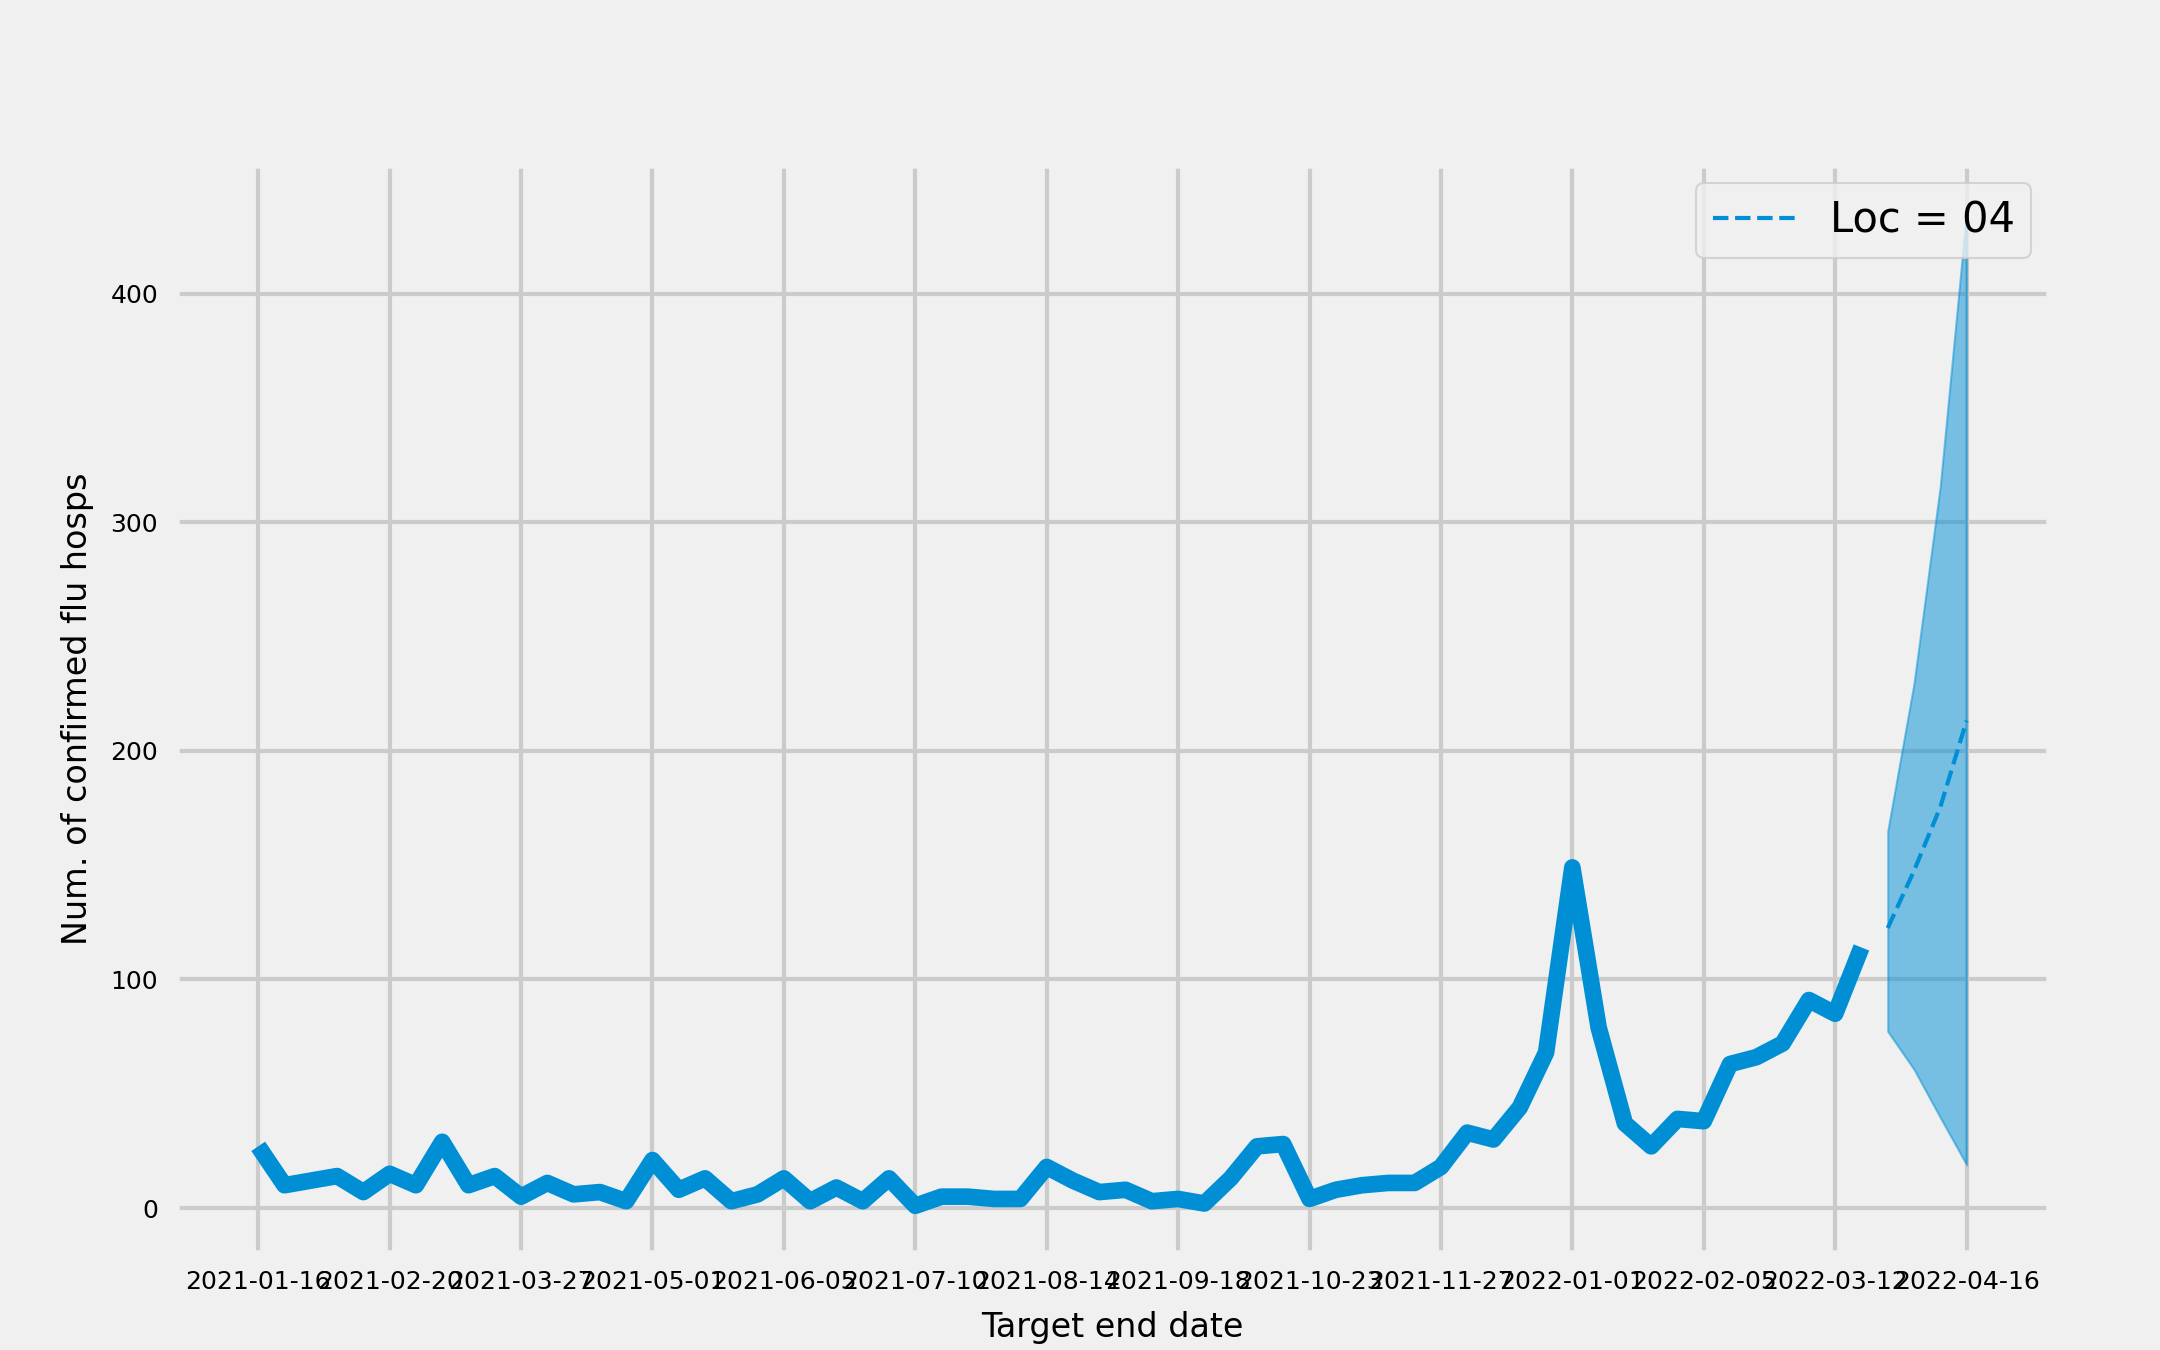 Loc = 04
400
300
200
100
0
Num. of confirmed flu hosps
2021-01-16 2021-02-20 2021-03-27 2021-05-01 2021-06-05 2021-07-10 2021-08-14 2021-09-18 2021-10-23 2021-11-27 2022-01-01 2022-02-05 2022-03-12 2022-04-16
Target end date